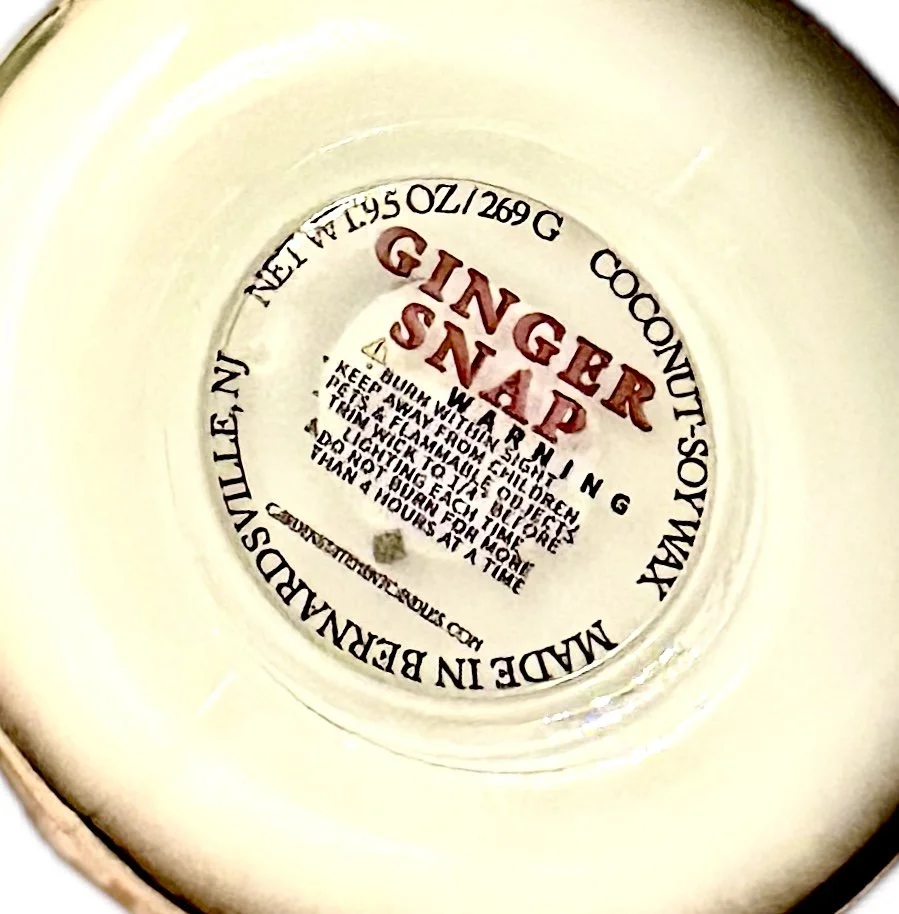 NET WT. 9.5 OZ / 269 G
COCONUT-SOY WAX
MADE IN BERNARDSVILLE, NJ
GINGER
SNAP
WARNING
BURN WITHIN SIGHT
KEEP AWAY FROM CHILDREN,
PETS & FLAMMABLE OBJECTS
TRIM WICK TO 1/4" BEFORE
LIGHTING EACH TIME
DO NOT BURN FOR MORE
THAN 4 HOURS AT A TIME